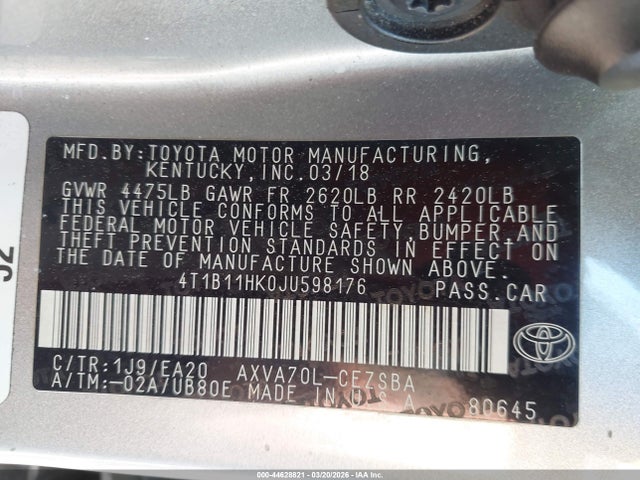 MFD.BY:TOYOTA MOTOR MANUFACTURING,
KENTUCKY,INC.03/18
GVWR 4475LB GAWR FR 2620LB RR 2420LB
THIS VEHICLE CONFORMS TO ALL APPLICABLE
FEDERAL MOTOR VEHICLE SAFETY, BUMPER AND
THEFT PREVENTION STANDARDS IN EFFECT ON
THE DATE OF MANUFACTURE SHOWN ABOVE.
4T1B11HK0JU598176 PASS.CAR
C/TR:1J9/EA20 AXVA70L-CEZSBA
A/TM:-02A/UB80E MADE IN U S A 80645
000-44628821 - 03/20/2026 - IAAI - IAA Inc.